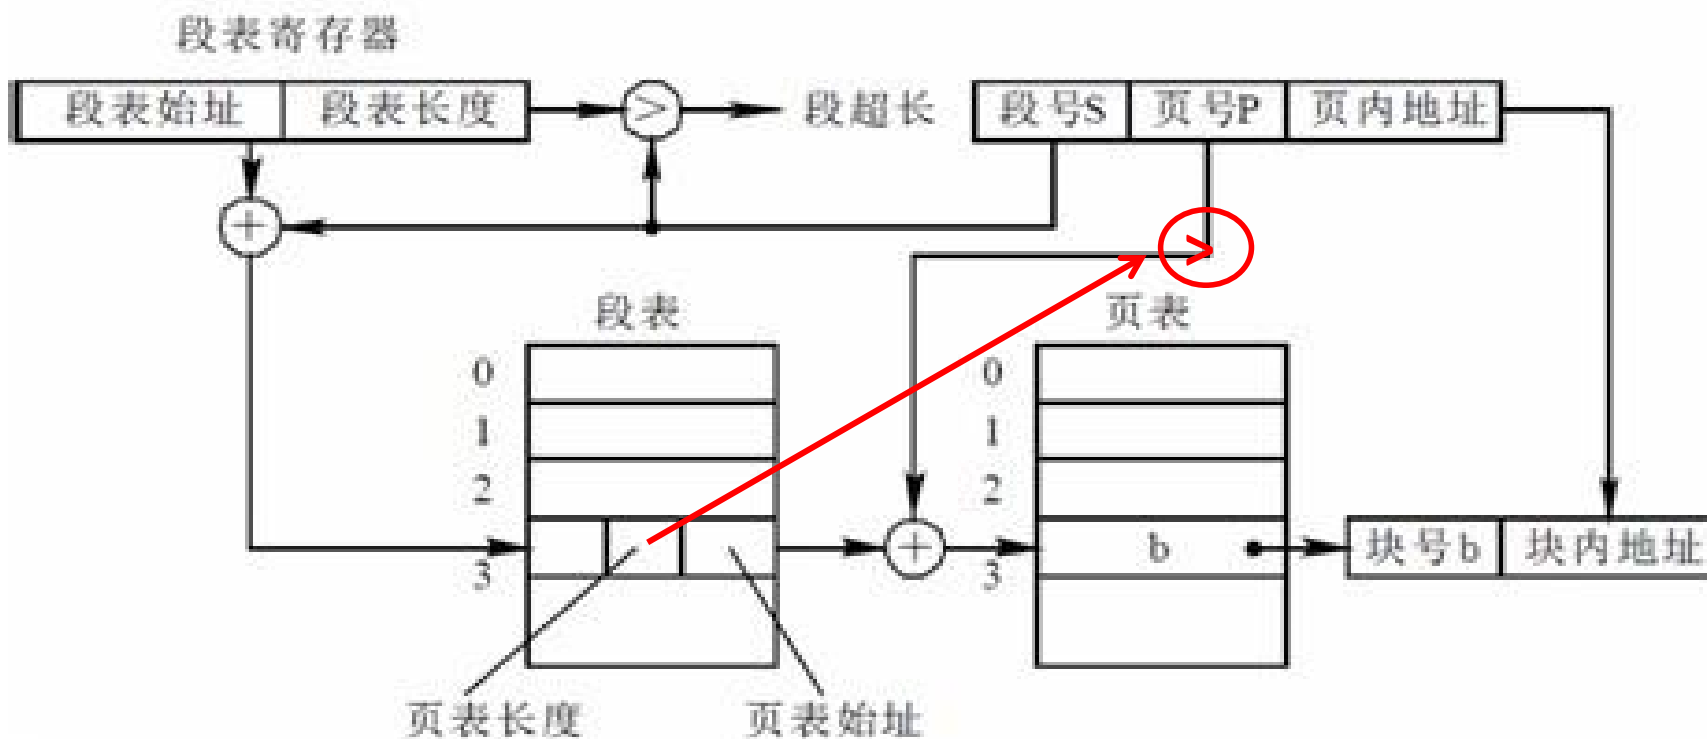 段表寄存器
段表始址 段表长度 > 段超长 段号S 页号P 页内地址
+ >
段表 页表
0 0
1 1
2 2
+ b 块号b 块内地址
3 3
页表长度 页表始址